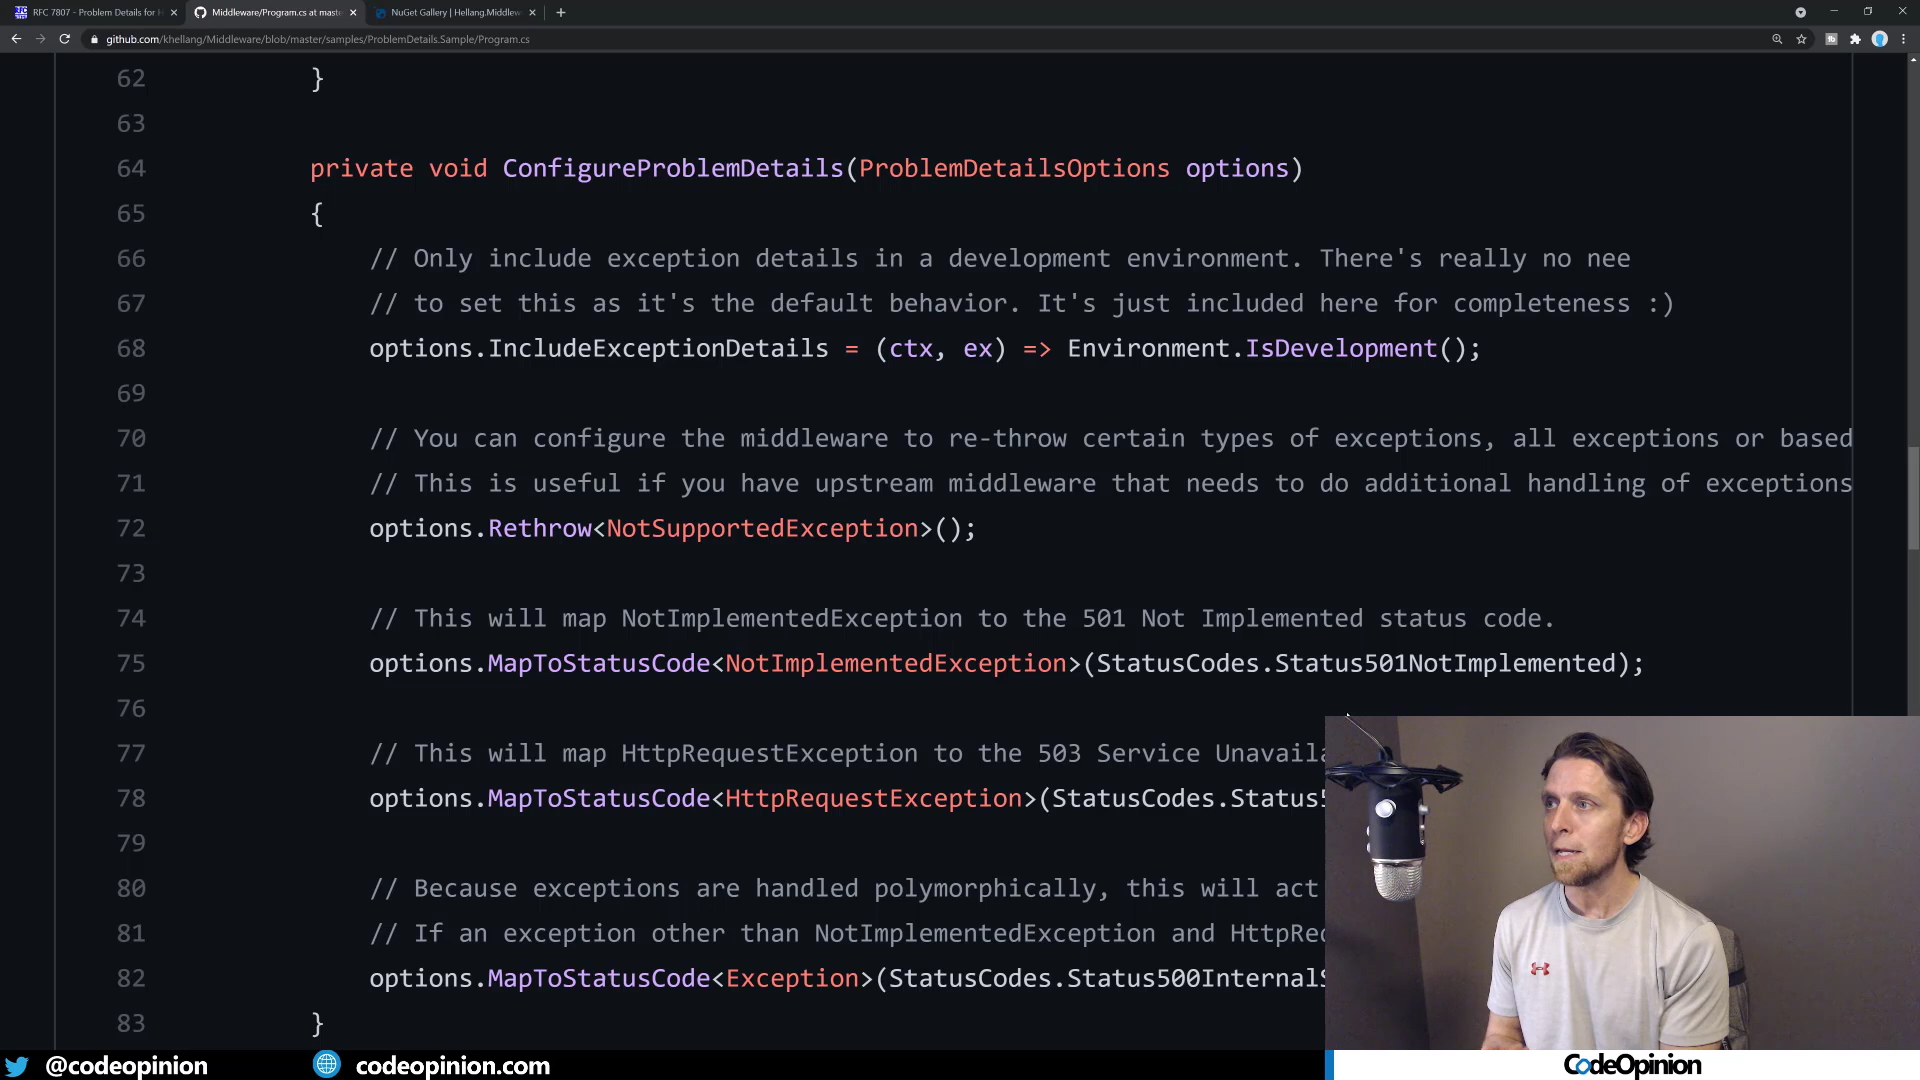 RFC 7807 - Problem Details for H
Middleware/Program.cs at maste
NuGet Gallery | Hellang.Middlew
github.com/khellang/Middleware/blob/master/samples/ProblemDetails.Sample/Program.cs
62 }
63
64 private void ConfigureProblemDetails(ProblemDetailsOptions options)
65 {
66 // Only include exception details in a development environment. There's really no nee
67 // to set this as it's the default behavior. It's just included here for completeness :)
68 options.IncludeExceptionDetails = (ctx, ex) => Environment.IsDevelopment();
69
70 // You can configure the middleware to re-throw certain types of exceptions, all exceptions or based
71 // This is useful if you have upstream middleware that needs to do additional handling of exceptions
72 options.Rethrow<NotSupportedException>();
73
74 // This will map NotImplementedException to the 501 Not Implemented status code.
75 options.MapToStatusCode<NotImplementedException>(StatusCodes.Status501NotImplemented);
76
77 // This will map HttpRequestException to the 503 Service Unavaila
78 options.MapToStatusCode<HttpRequestException>(StatusCodes.Status5
79
80 // Because exceptions are handled polymorphically, this will act
81 // If an exception other than NotImplementedException and HttpReq
82 options.MapToStatusCode<Exception>(StatusCodes.Status500InternalS
83 }
@codeopinion codeopinion.com CodeOpinion